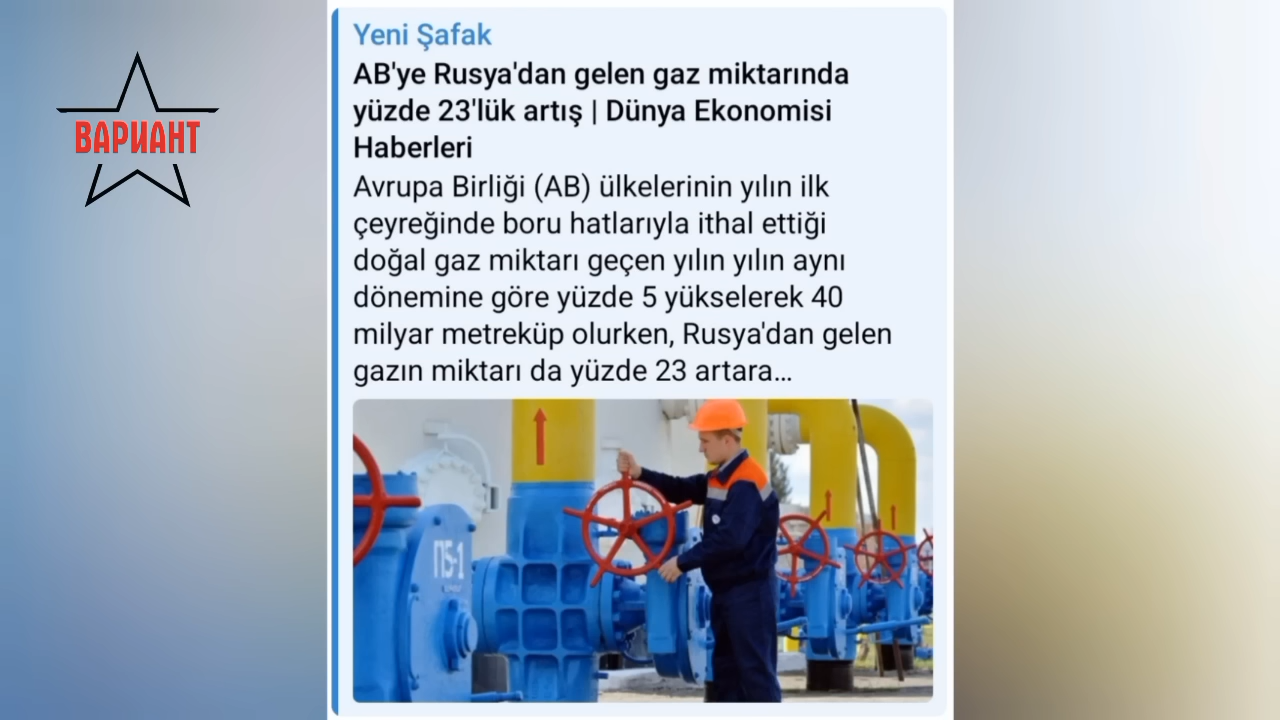 ВАРИАНТ
Yeni Şafak
AB'ye Rusya'dan gelen gaz miktarında
yüzde 23'lük artış | Dünya Ekonomisi
Haberleri
Avrupa Birliği (AB) ülkelerinin yılın ilk
çeyreğinde boru hatlarıyla ithal ettiği
doğal gaz miktarı geçen yılın yılın aynı
dönemine göre yüzde 5 yükselerek 40
milyar metreküp olurken, Rusya'dan gelen
gazın miktarı da yüzde 23 artara...
ПБ-1